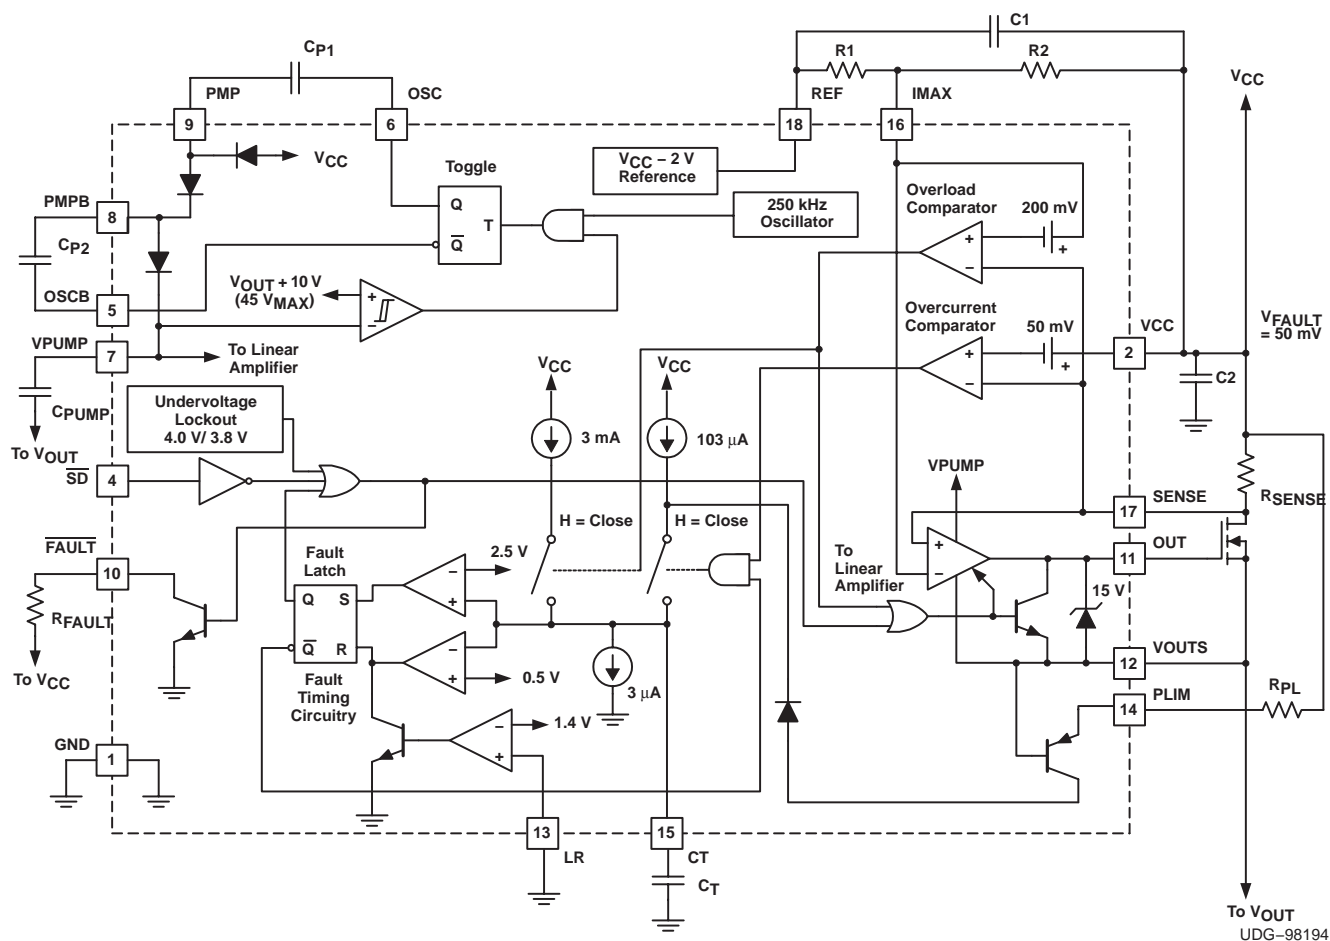 C1
R1
R2
CP1
VCC
PMP
OSC
REF
IMAX
9
6
18
16
VCC
VCC – 2 V
Reference
Toggle
PMPB
8
Q
T
Q
250 kHz
Oscillator
Overload
Comparator
200 mV
+
+
–
CP2
OSCB
5
VOUT + 10 V
(45 VMAX)
+
–
Overcurrent
Comparator
50 mV
+
+
–
VCC
2
VFAULT
= 50 mV
VPUMP
7
To Linear
Amplifier
C2
CPUMP
To VOUT
Undervoltage
Lockout
4.0 V/ 3.8 V
VCC
VCC
3 mA
103 μA
SD
4
VPUMP
SENSE
17
RSENSE
H = Close
H = Close
FAULT
10
Fault
Latch
–
+
2.5 V
To
Linear
Amplifier
+
–
OUT
11
15 V
RFAULT
To VCC
Q
S
Q
R
–
+
0.5 V
3 μA
Fault
Timing
Circuitry
VOUTS
12
PLIM
14
RPL
–
+
1.4 V
GND
1
13
LR
15
CT
CT
To VOUT
UDG–98194